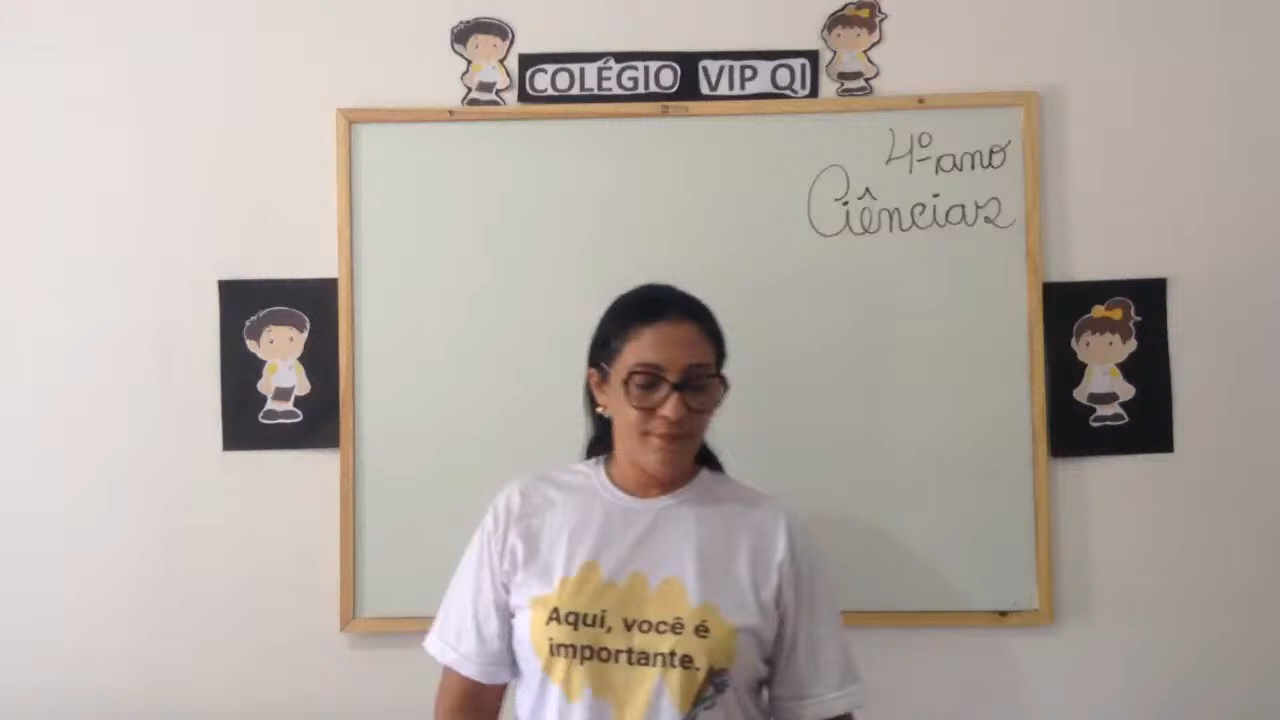 COLÉGIO VIP QI
4º ano
Ciências
Aqui, você é
importante.